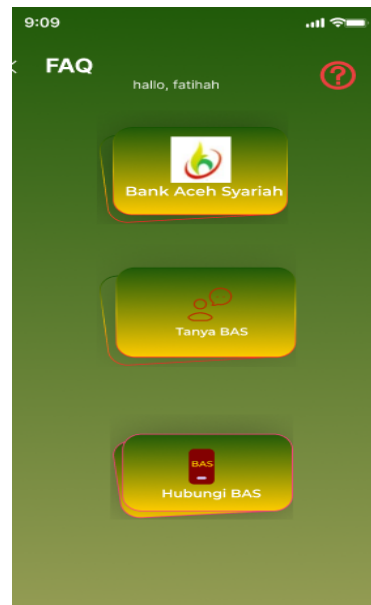 9:09
FAQ
hallo, fatihah
?
Bank Aceh Syariah
Tanya BAS
BAS
Hubungi BAS